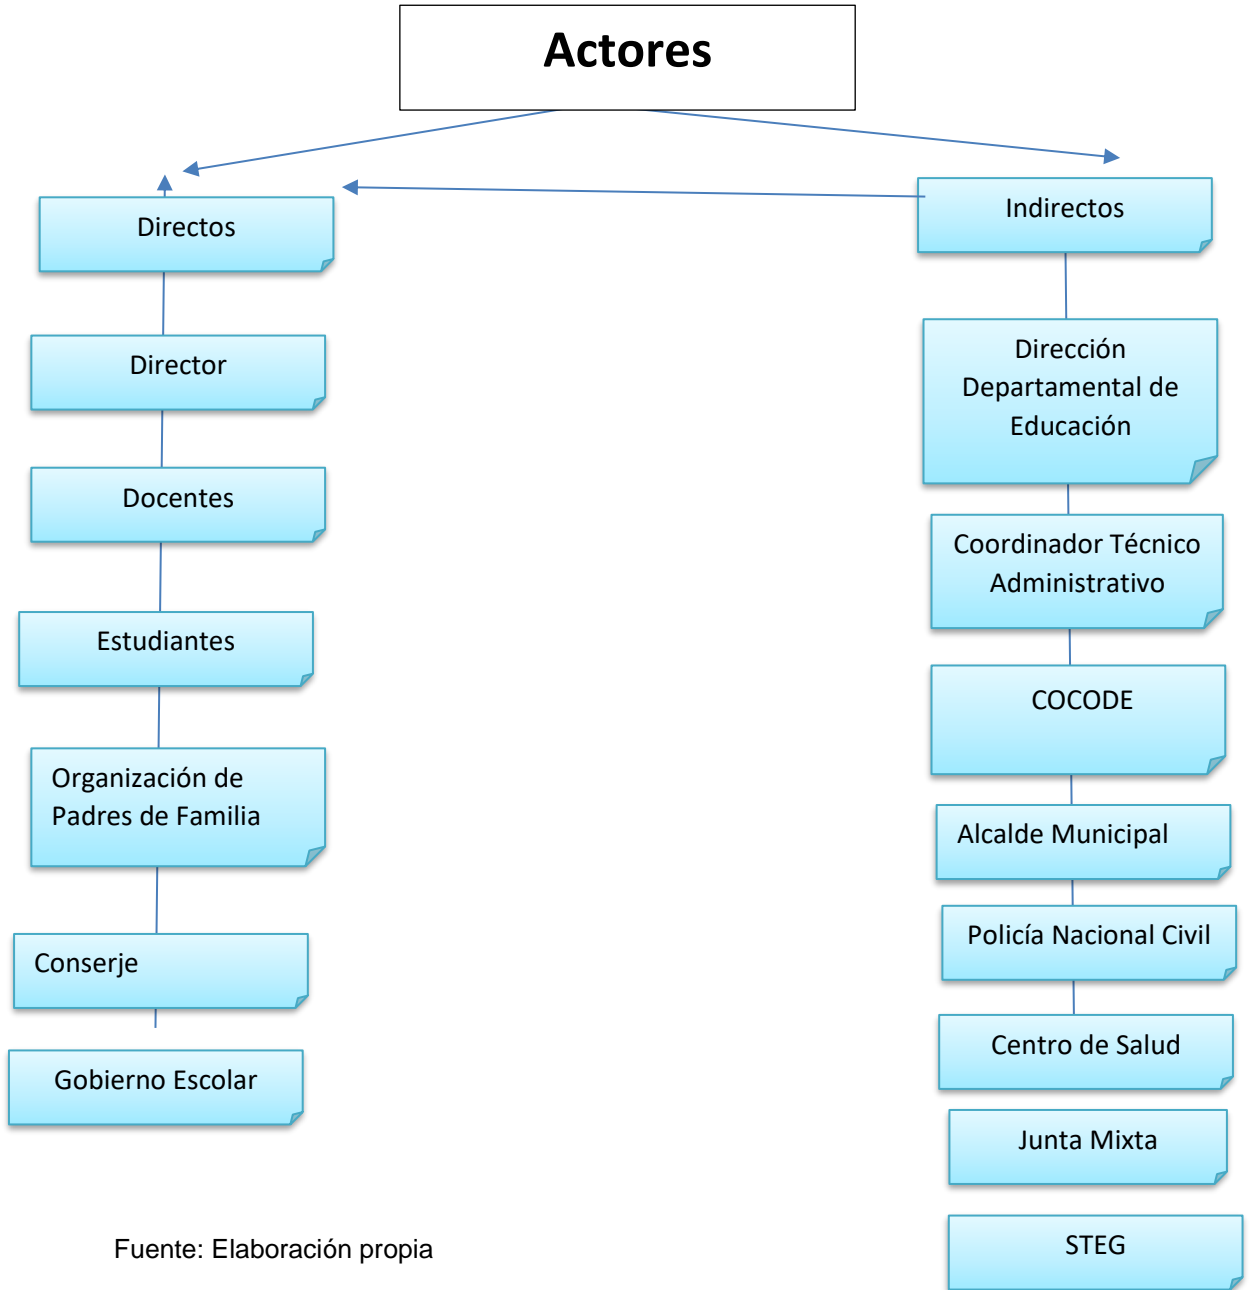 Actores
Directos
Director
Docentes
Estudiantes
Organización de
Padres de Familia
Conserje
Gobierno Escolar
Indirectos
Dirección
Departamental de
Educación
Coordinador Técnico
Administrativo
COCODE
Alcalde Municipal
Policía Nacional Civil
Centro de Salud
Junta Mixta
STEG
Fuente: Elaboración propia